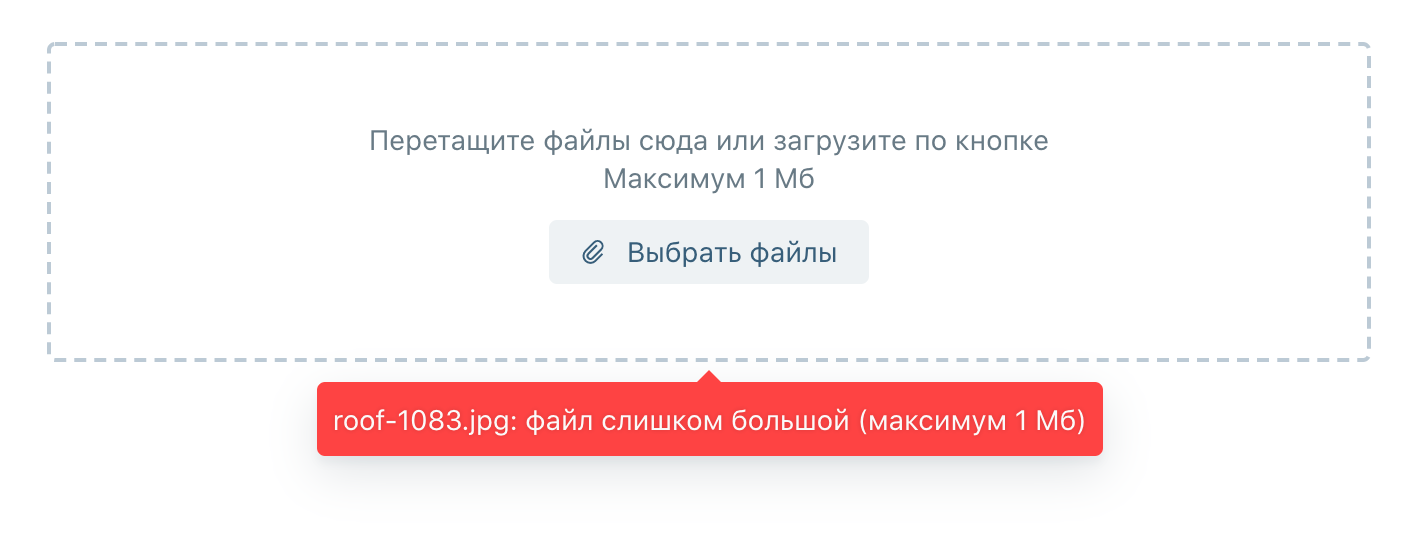 Перетащите файлы сюда или загрузите по кнопке
Максимум 1 Мб
Выбрать файлы
roof-1083.jpg: файл слишком большой (максимум 1 Мб)